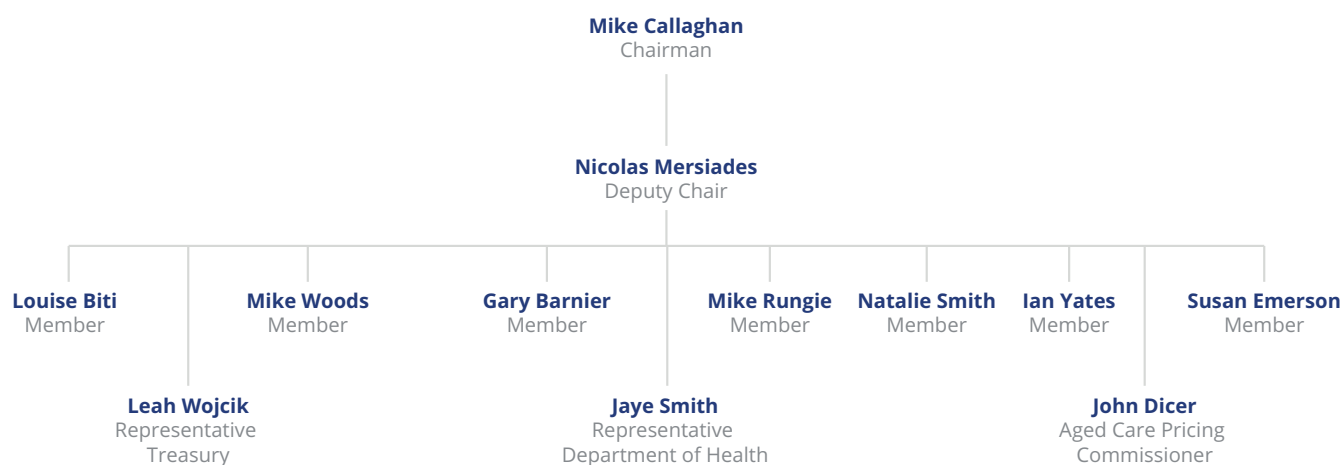 Mike Callaghan
Chairman
Nicolas Mersiades
Deputy Chair
Louise Biti
Member
Mike Woods
Member
Gary Barnier
Member
Mike Rungie
Member
Natalie Smith
Member
Ian Yates
Member
Susan Emerson
Member
Leah Wojcik
Representative
Treasury
Jaye Smith
Representative
Department of Health
John Dicer
Aged Care Pricing
Commissioner